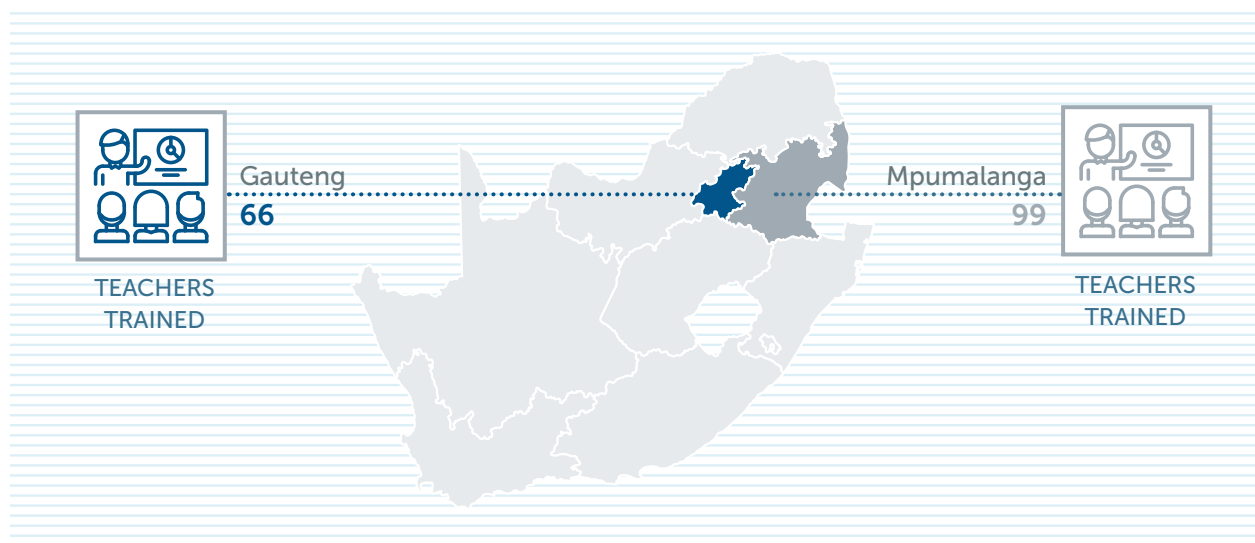 Gauteng
66
TEACHERS
TRAINED
Mpumalanga
99
TEACHERS
TRAINED